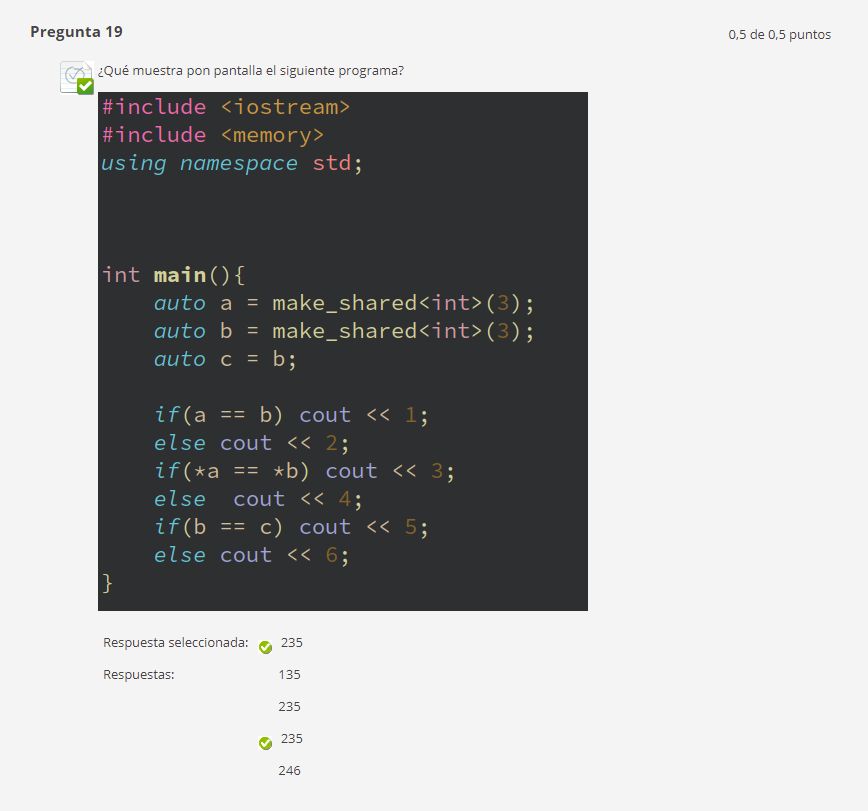 Pregunta 19
0,5 de 0,5 puntos
¿Qué muestra pon pantalla el siguiente programa?
#include <iostream>
#include <memory>
using namespace std;
int main(){
    auto a = make_shared<int>(3);
    auto b = make_shared<int>(3);
    auto c = b;
    if(a == b) cout << 1;
    else cout << 2;
    if(*a == *b) cout << 3;
    else  cout << 4;
    if(b == c) cout << 5;
    else cout << 6;
}
Respuesta seleccionada: 235
Respuestas: 135
235
235
246